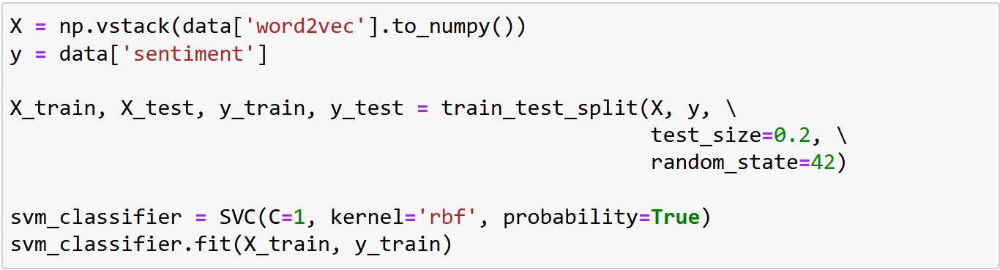 X = np.vstack(data['word2vec'].to_numpy())
y = data['sentiment']

X_train, X_test, y_train, y_test = train_test_split(X, y, \
                                                    test_size=0.2, \
                                                    random_state=42)

svm_classifier = SVC(C=1, kernel='rbf', probability=True)
svm_classifier.fit(X_train, y_train)